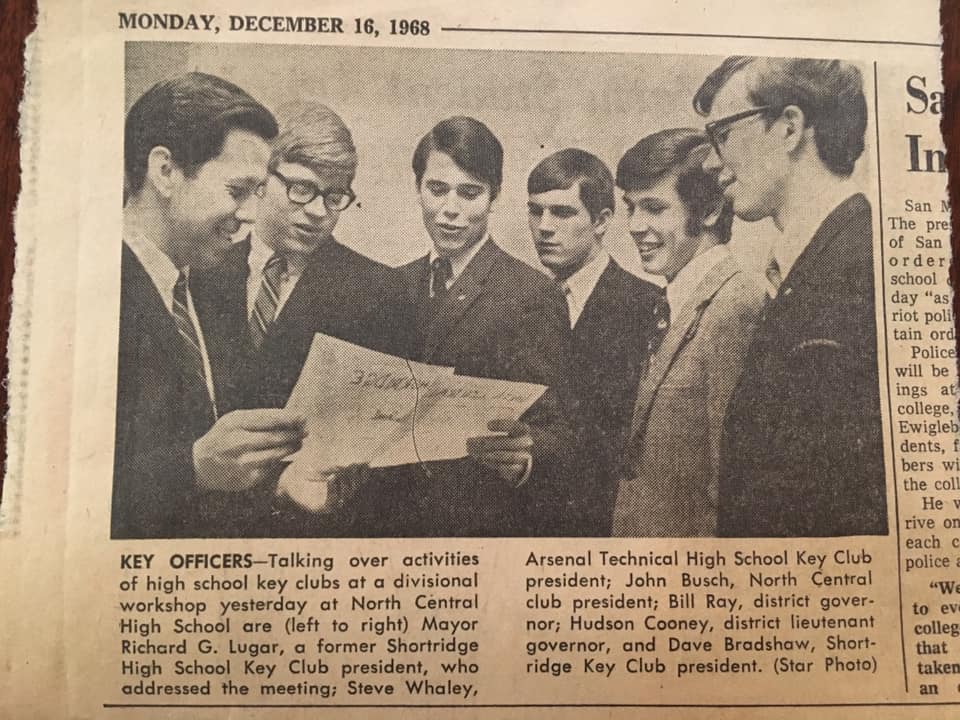 MONDAY, DECEMBER 16, 1968
KEY OFFICERS—Talking over activities
of high school key clubs at a divisional
workshop yesterday at North Central
High School are (left to right) Mayor
Richard G. Lugar, a former Shortridge
High School Key Club president, who
addressed the meeting; Steve Whaley,
Arsenal Technical High School Key Club
president; John Busch, North Central
club president; Bill Ray, district gover-
nor; Hudson Cooney, district lieutenant
governor, and Dave Bradshaw, Short-
ridge Key Club president. (Star Photo)
Sa
In
San
The pre
of San
order
school
day "as
riot poli
tain ord
Police
will be
ings at
college,
Ewigleb
dents, f
bers wi
the coll
He
rive on
each c
police a
"We
to ev
colleg
that
taken
an